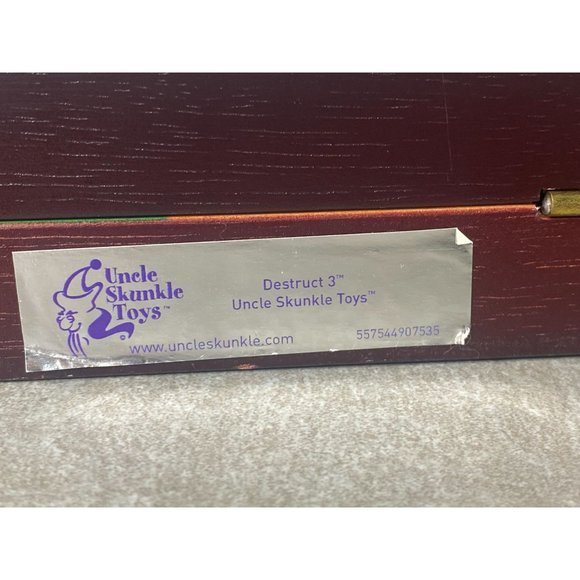 Uncle
Skunkle
Toys™
®
www.uncleskunkle.com
Destruct 3™
Uncle Skunkle Toys™
557544907535